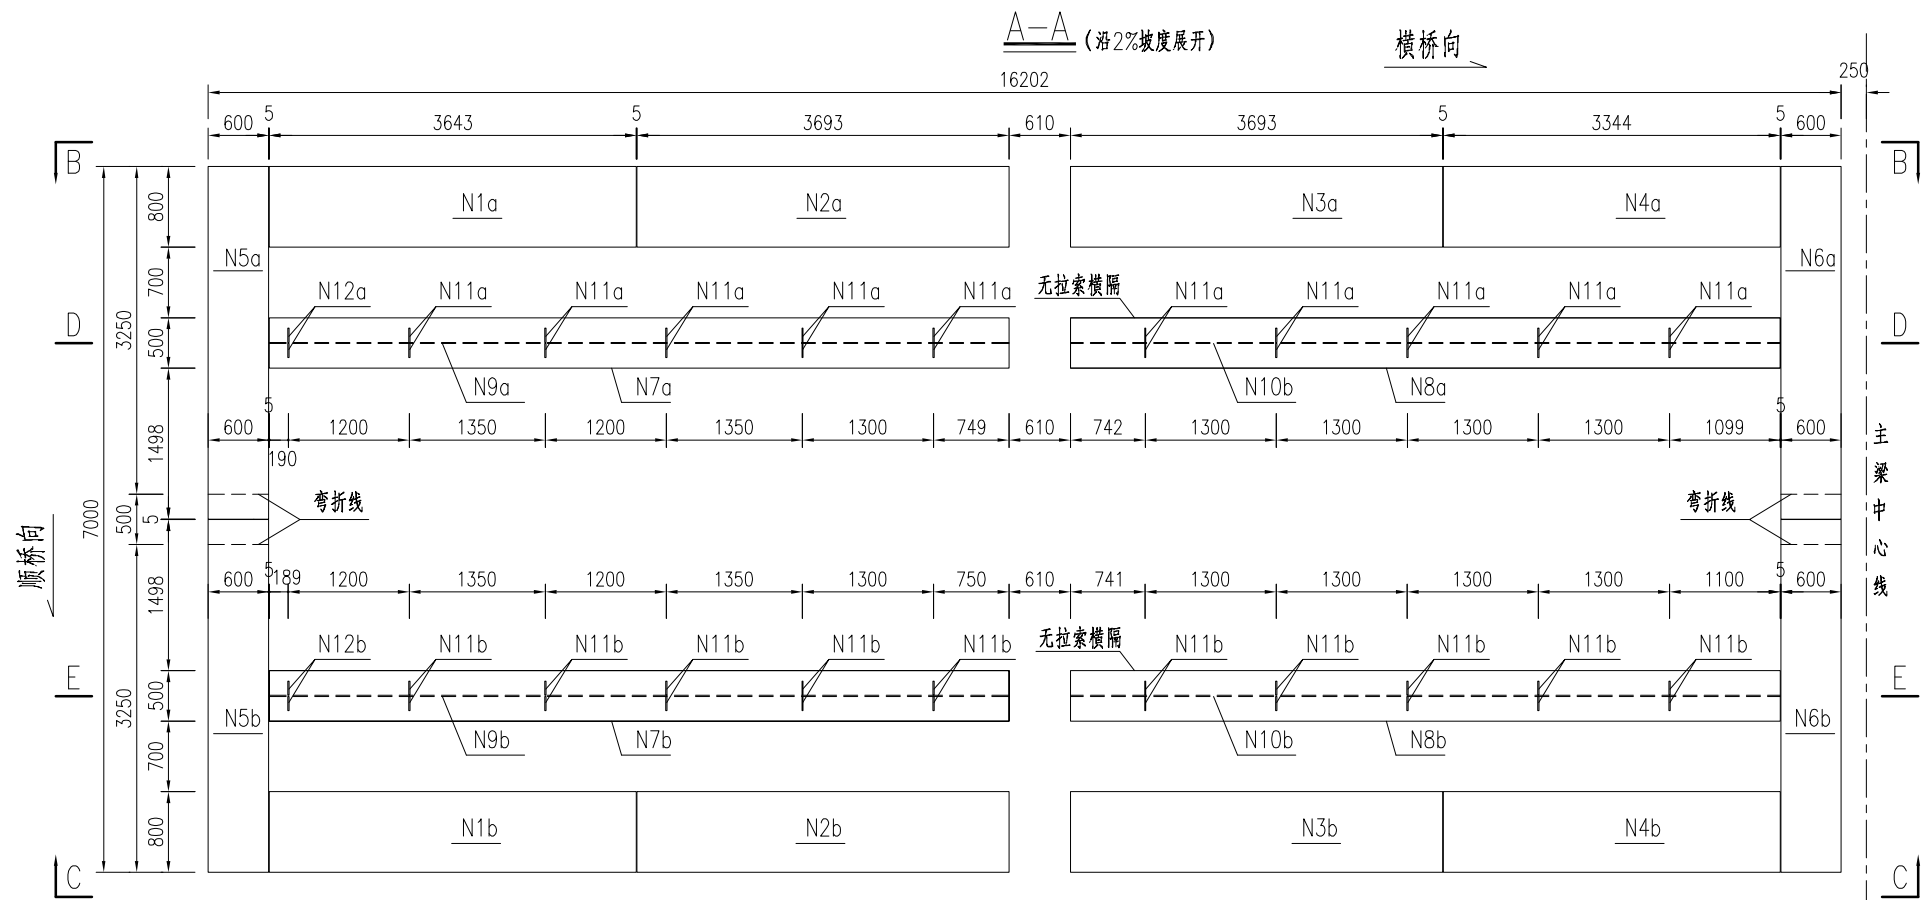 A-A (沿2%坡度展开)
横桥向
16202
250
600 5 3643 5 3693 610 3693 5 3344 5 600
B B
N1a N2a N3a N4a
N5a N6a
800 700 500 1498
3250
N12a N11a N11a N11a N11a N11a 无拉索横隔 N11a N11a N11a N11a N11a
D D
N9a N7a N10b N8a
600 5 190 1200 1350 1200 1350 1300 749 610 742 1300 1300 1300 1300 1099 5 600
主梁中心线
弯折线 弯折线
7000
500 5
顺桥向
600 5 189 1200 1350 1200 1350 1300 750 610 741 1300 1300 1300 1300 1100 5 600
1498 500 700 800
3250
N12b N11b N11b N11b N11b N11b 无拉索横隔 N11b N11b N11b N11b N11b
E E
N5b N6b
N9b N7b N10b N8b
N1b N2b N3b N4b
C C